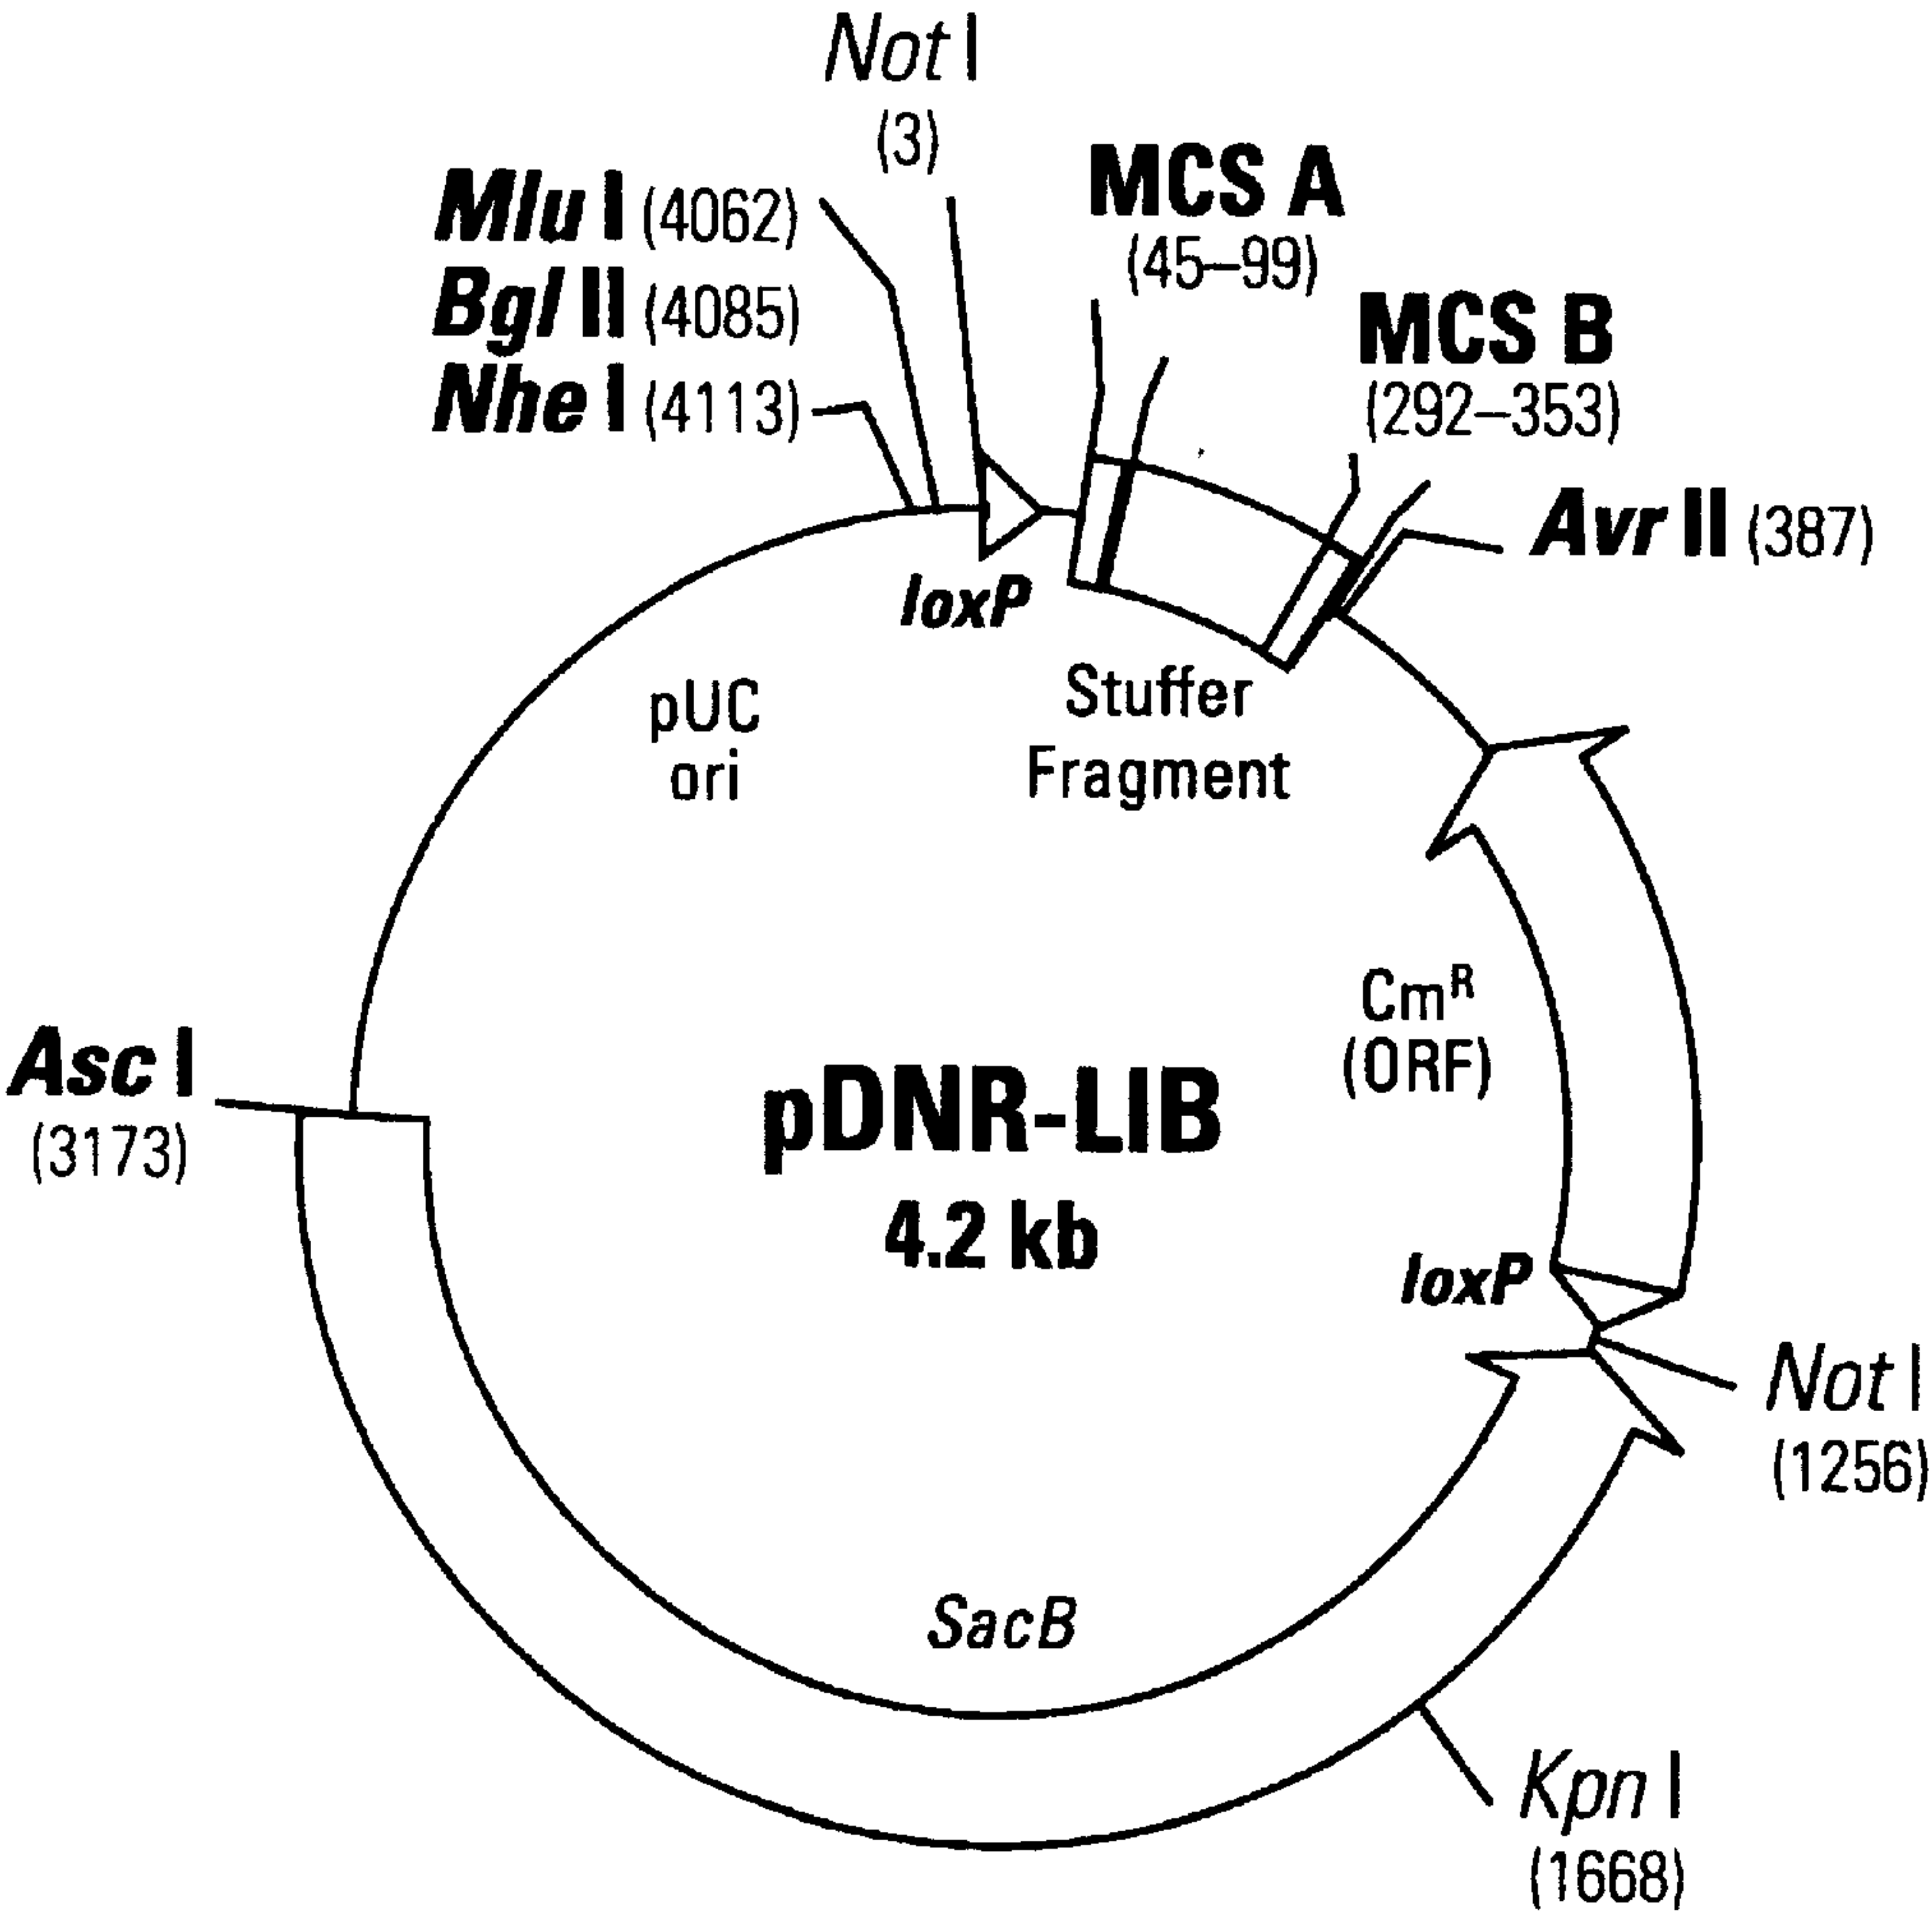 Not I
(3)
MCS A
(45–99)
Mlu I (4062)
Bgl II (4085)
Nhe I (4113)
MCS B
(292–353)
Avr II (387)
loxP
pUC
ori
Stuffer
Fragment
Cm^R
(ORF)
Asc I
(3173)
pDNR-LIB
4.2 kb
loxP
Not I
(1256)
SacB
Kpn I
(1668)